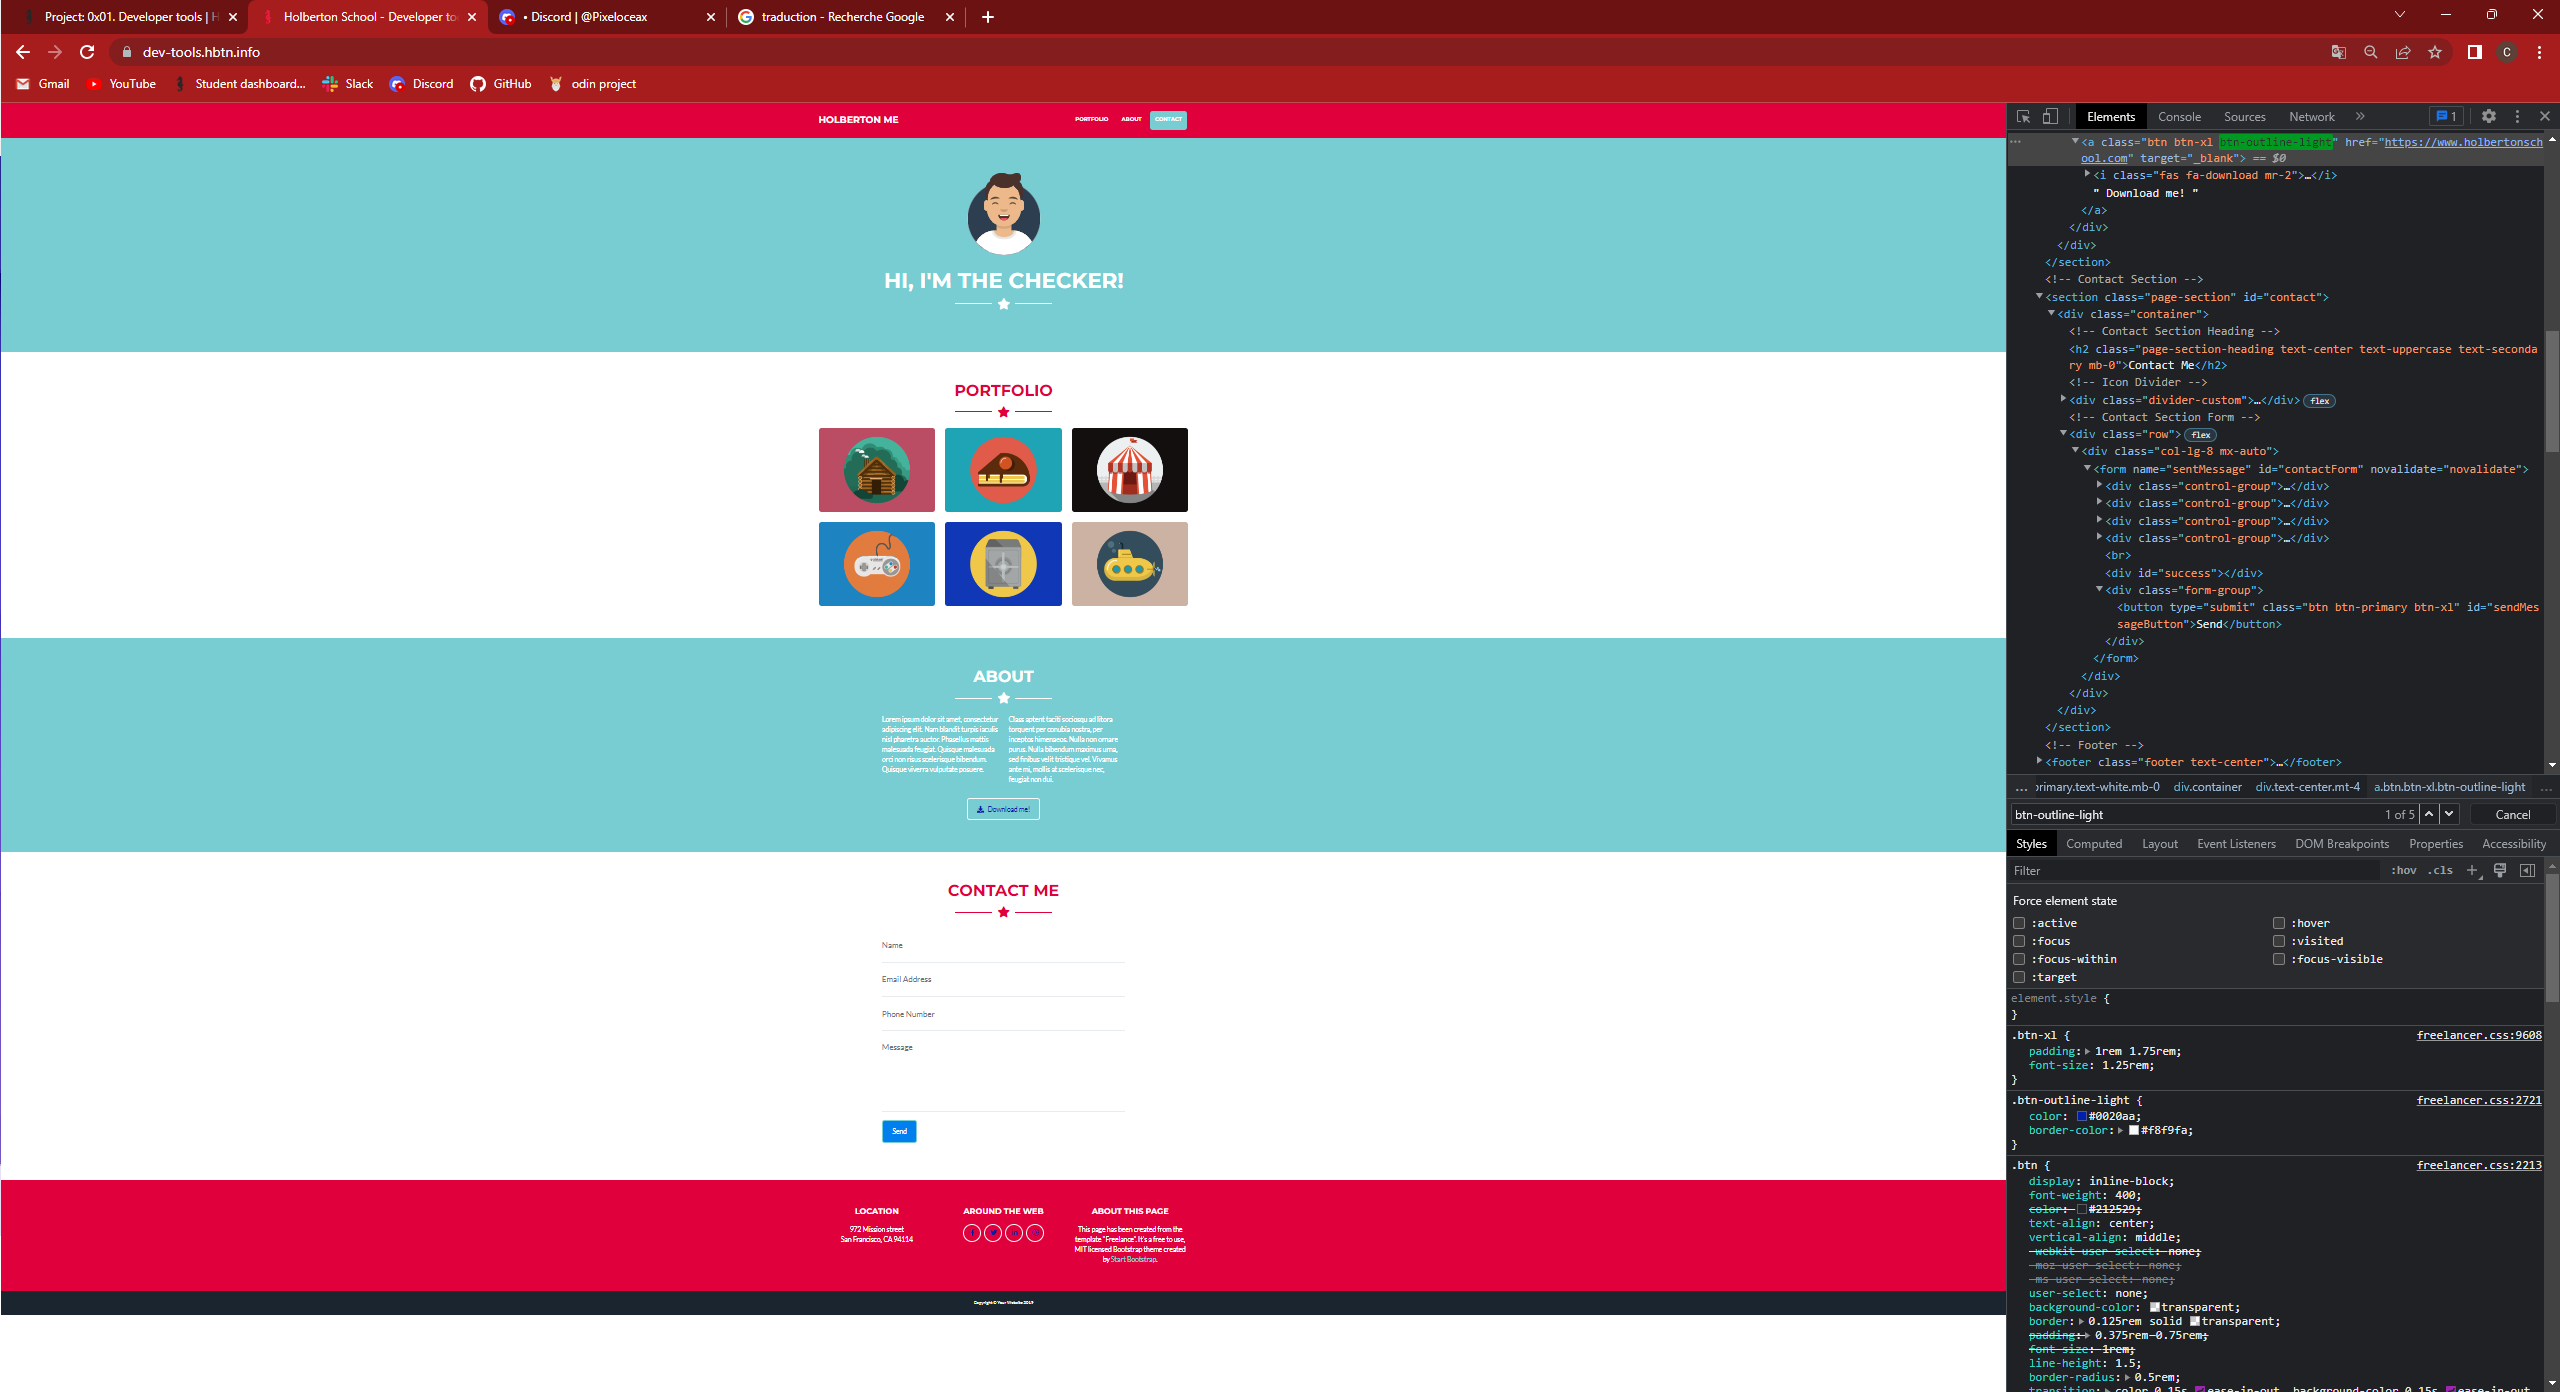 Project: 0x01. Developer tools | H
Holberton School - Developer to
• Discord | @Pixeloceax
traduction - Recherche Google
dev-tools.hbtn.info
C
Gmail
YouTube
Student dashboard...
Slack
Discord
GitHub
odin project
HOLBERTON ME
PORTFOLIO
ABOUT
CONTACT
HI, I'M THE CHECKER!
PORTFOLIO
ABOUT
Lorem ipsum dolor sit amet, consectetur
adipiscing elit. Nam blandit turpis iaculis
nisl pharetra auctor. Phasellus mattis
malesuada feugiat. Quisque malesuada
orci non risus scelerisque bibendum.
Quisque viverra vulputate posuere.
Class aptent taciti sociosqu ad litora
torquent per conubia nostra, per
inceptos himenaeos. Nulla non ornare
purus. Nulla bibendum maximus urna,
sed finibus velit tristique vel. Vivamus
ante mi, mollis at scelerisque nec,
feugiat non dui.
Download me!
CONTACT ME
Name
Email Address
Phone Number
Message
Send
LOCATION
972 Mission street
San Francisco, CA 94114
AROUND THE WEB
ABOUT THIS PAGE
This page has been created from the
template "Freelance". It's a free to use,
MIT licensed Bootstrap theme created
by Start Bootstrap.
Copyright © Your Website 2019
Elements
Console
Sources
Network
»
1
<a class="btn btn-xl btn-outline-light" href="https://www.holbertonsch
ool.com" target="_blank"> == $0
<i class="fas fa-download mr-2">…</i>
" Download me! "
</a>
</div>
</div>
</section>
<!-- Contact Section -->
<section class="page-section" id="contact">
<div class="container">
<!-- Contact Section Heading -->
<h2 class="page-section-heading text-center text-uppercase text-seconda
ry mb-0">Contact Me</h2>
<!-- Icon Divider -->
<div class="divider-custom">…</div> flex
<!-- Contact Section Form -->
<div class="row"> flex
<div class="col-lg-8 mx-auto">
<form name="sentMessage" id="contactForm" novalidate="novalidate">
<div class="control-group">…</div>
<div class="control-group">…</div>
<div class="control-group">…</div>
<div class="control-group">…</div>
<br>
<div id="success"></div>
<div class="form-group">
<button type="submit" class="btn btn-primary btn-xl" id="sendMes
sageButton">Send</button>
</div>
</form>
</div>
</div>
</div>
</section>
<!-- Footer -->
<footer class="footer text-center">…</footer>
… primary.text-white.mb-0 div.container div.text-center.mt-4 a.btn.btn-xl.btn-outline-light …
btn-outline-light
1 of 5
Cancel
Styles
Computed
Layout
Event Listeners
DOM Breakpoints
Properties
Accessibility
Filter
:hov .cls +
Force element state
:active
:hover
:focus
:visited
:focus-within
:focus-visible
:target
element.style {
}
.btn-xl {
freelancer.css:9608
padding: 1rem 1.75rem;
font-size: 1.25rem;
}
.btn-outline-light {
freelancer.css:2721
color: #0020aa;
border-color: #f8f9fa;
}
.btn {
freelancer.css:2213
display: inline-block;
font-weight: 400;
color: #212529;
text-align: center;
vertical-align: middle;
-webkit-user-select: none;
-moz-user-select: none;
-ms-user-select: none;
user-select: none;
background-color: transparent;
border: 0.125rem solid transparent;
padding: 0.375rem 0.75rem;
font-size: 1rem;
line-height: 1.5;
border-radius: 0.5rem;
transition: color 0.15s ease-in-out, background-color 0.15s ease-in-out,